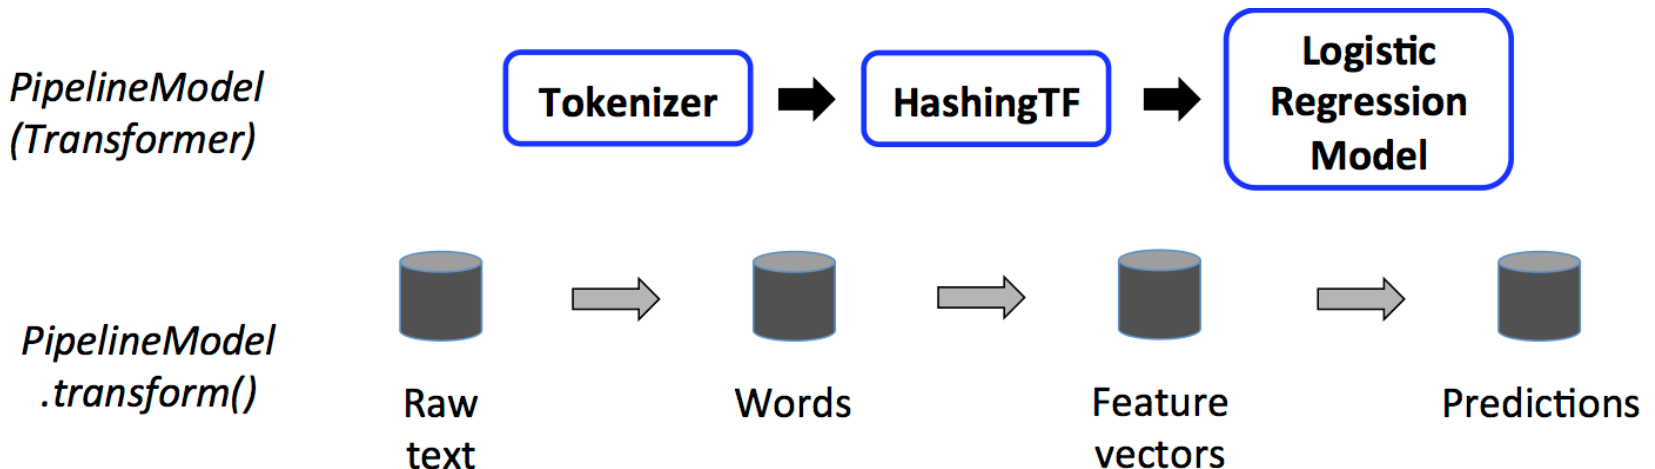 PipelineModel
(Transformer)
Tokenizer
HashingTF
Logistic
Regression
Model
PipelineModel
.transform()
Raw
text
Words
Feature
vectors
Predictions